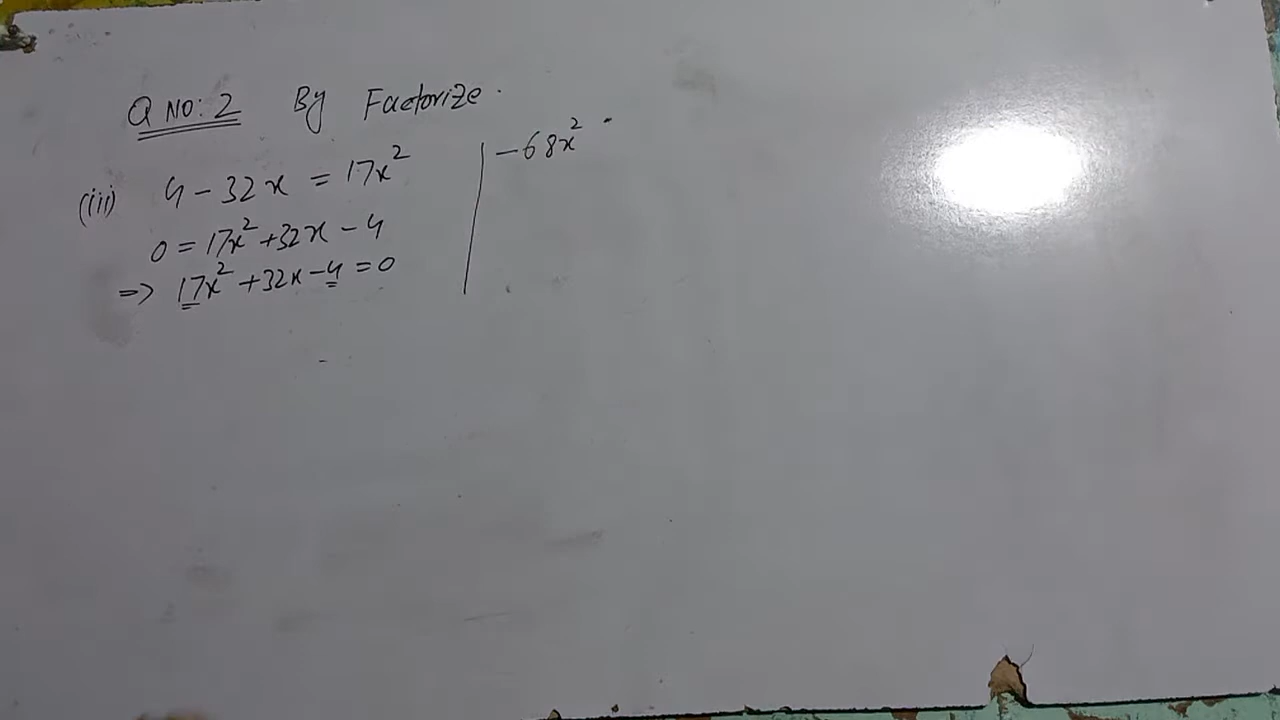 Q NO: 2 By Factorize.
(iii) 4 - 32x = 17x²
0 = 17x² + 32x - 4
=> 17x² + 32x - 4 = 0
- 68x²